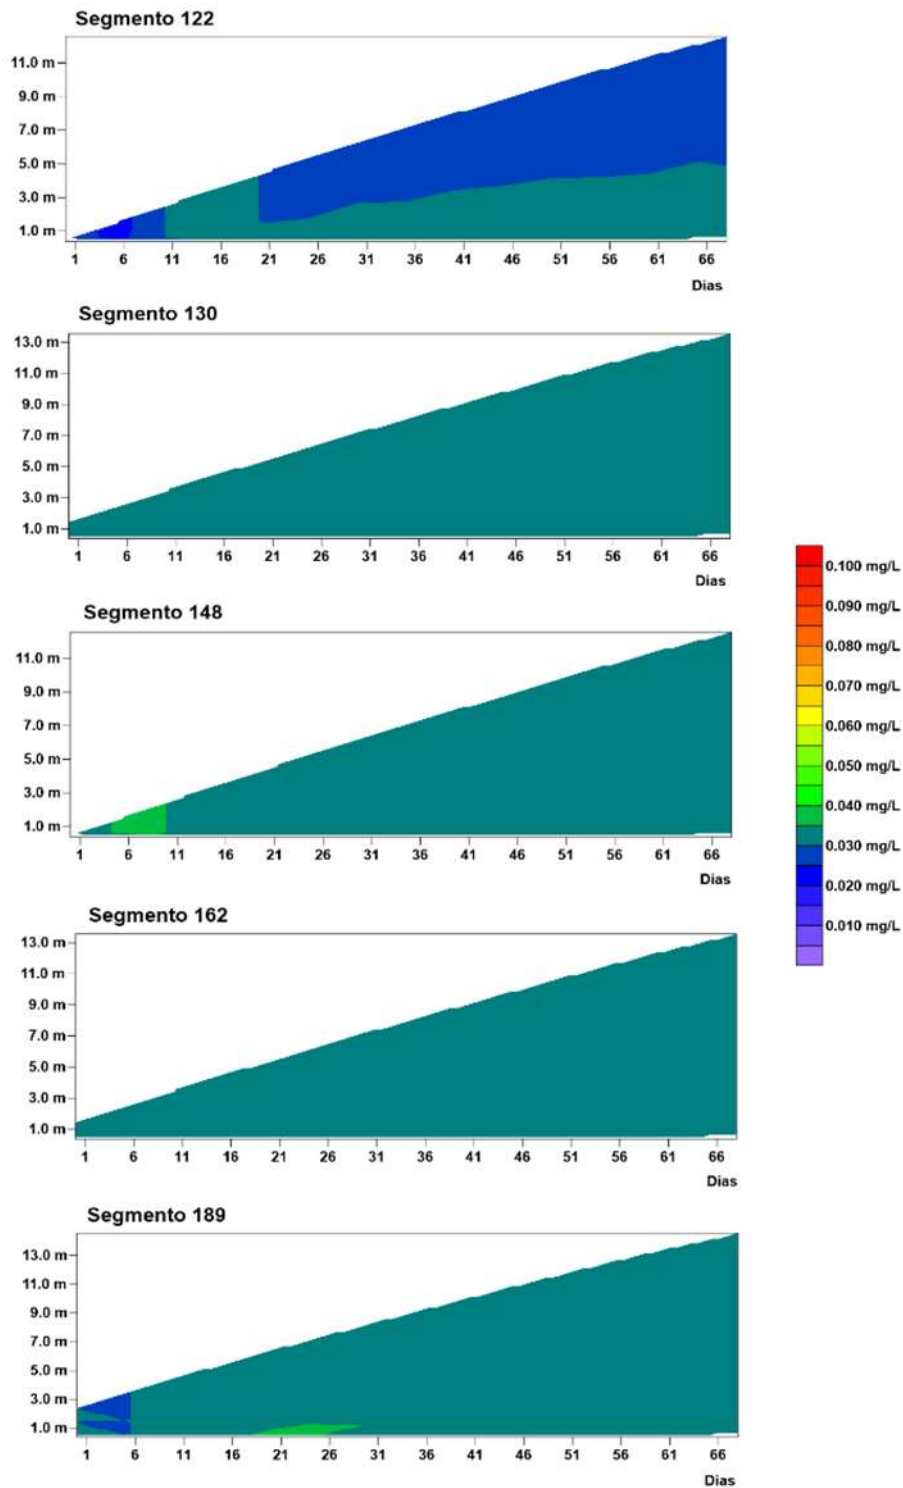 Segmento 122
11.0 m
9.0 m
7.0 m
5.0 m
3.0 m
1.0 m
1 6 11 16 21 26 31 36 41 46 51 56 61 66
Dias
Segmento 130
13.0 m
11.0 m
9.0 m
7.0 m
5.0 m
3.0 m
1.0 m
1 6 11 16 21 26 31 36 41 46 51 56 61 66
Dias
Segmento 148
11.0 m
9.0 m
7.0 m
5.0 m
3.0 m
1.0 m
1 6 11 16 21 26 31 36 41 46 51 56 61 66
Dias
Segmento 162
13.0 m
11.0 m
9.0 m
7.0 m
5.0 m
3.0 m
1.0 m
1 6 11 16 21 26 31 36 41 46 51 56 61 66
Dias
Segmento 189
13.0 m
11.0 m
9.0 m
7.0 m
5.0 m
3.0 m
1.0 m
1 6 11 16 21 26 31 36 41 46 51 56 61 66
Dias
0.100 mg/L
0.090 mg/L
0.080 mg/L
0.070 mg/L
0.060 mg/L
0.050 mg/L
0.040 mg/L
0.030 mg/L
0.020 mg/L
0.010 mg/L